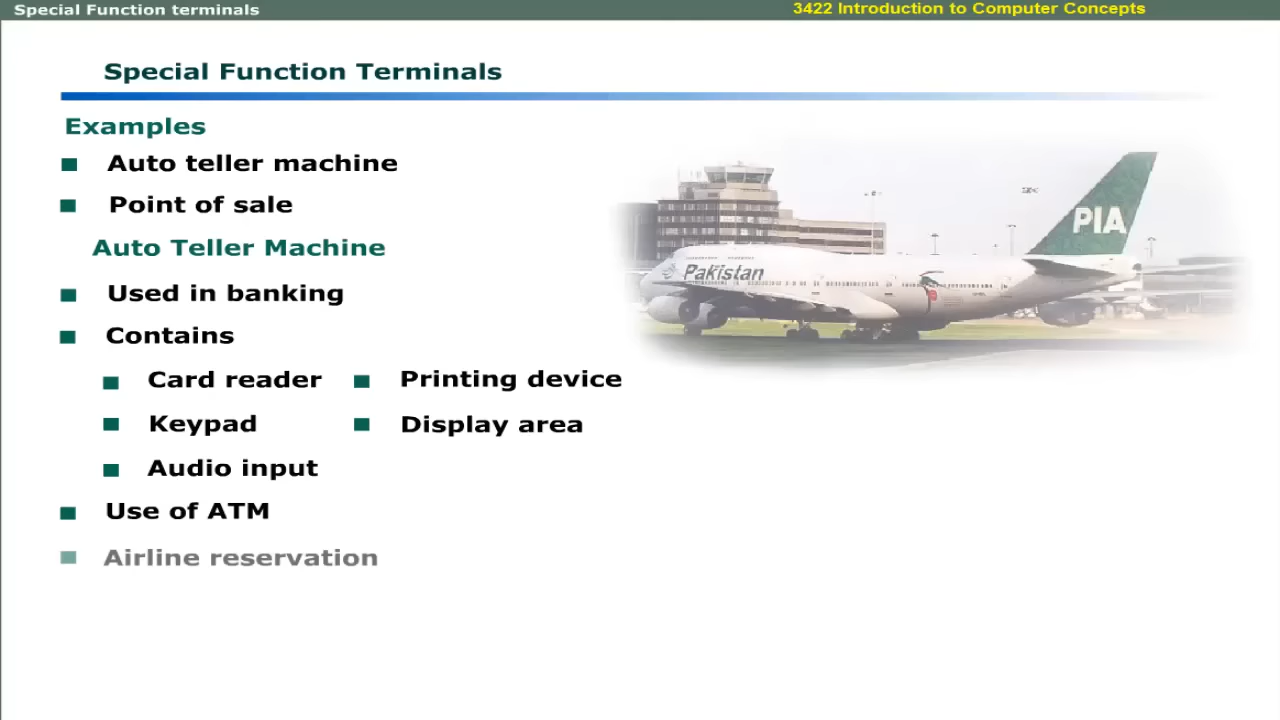 Special Function terminals
3422 Introduction to Computer Concepts
Special Function Terminals
Examples
Auto teller machine
Point of sale
Auto Teller Machine
Used in banking
Contains
Card reader
Printing device
Keypad
Display area
Audio input
Use of ATM
Airline reservation
PIA
Pakistan